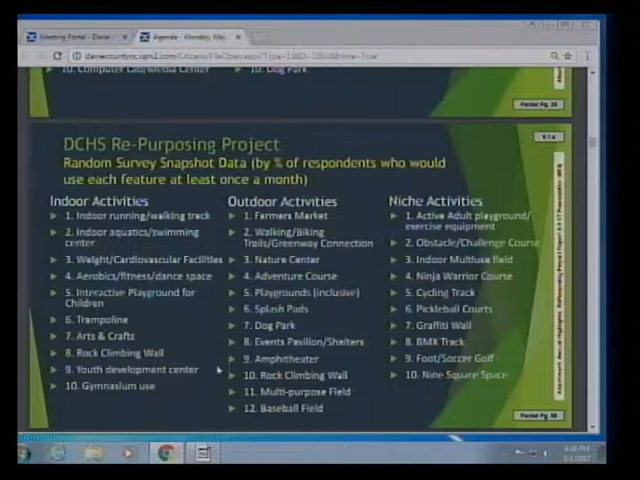 Meeting Portal - Davie
Agenda - Monday, May
10. Computer Lab/Media Center
10. Dog Park
DCHS Re-Purposing Project
Random Survey Snapshot Data (by % of respondents who would
use each feature at least once a month)
Indoor Activities
1. Indoor running/walking track
2. Indoor aquatics/swimming
center
3. Weight/Cardiovascular Facilities
4. Aerobics/fitness/dance space
5. Interactive Playground for
Children
6. Trampoline
7. Arts & Crafts
8. Rock Climbing Wall
9. Youth development center
10. Gymnasium use
Outdoor Activities
1. Farmers Market
2. Walking/Biking
Trails/Greenway Connection
3. Nature Center
4. Adventure Course
5. Playgrounds (inclusive)
6. Splash Pads
7. Dog Park
8. Events Pavilion/Shelters
9. Amphitheater
10. Rock Climbing Wall
11. Multi-purpose Field
12. Baseball Field
Niche Activities
1. Active Adult playground/
exercise equipment
2. Obstacle/Challenge Course
3. Indoor Multiuse field
4. Ninja Warrior Course
5. Cycling Track
6. Pickleball Courts
7. Graffiti Wall
8. BMX Track
9. Foot/Soccer Golf
10. Nine Square Space